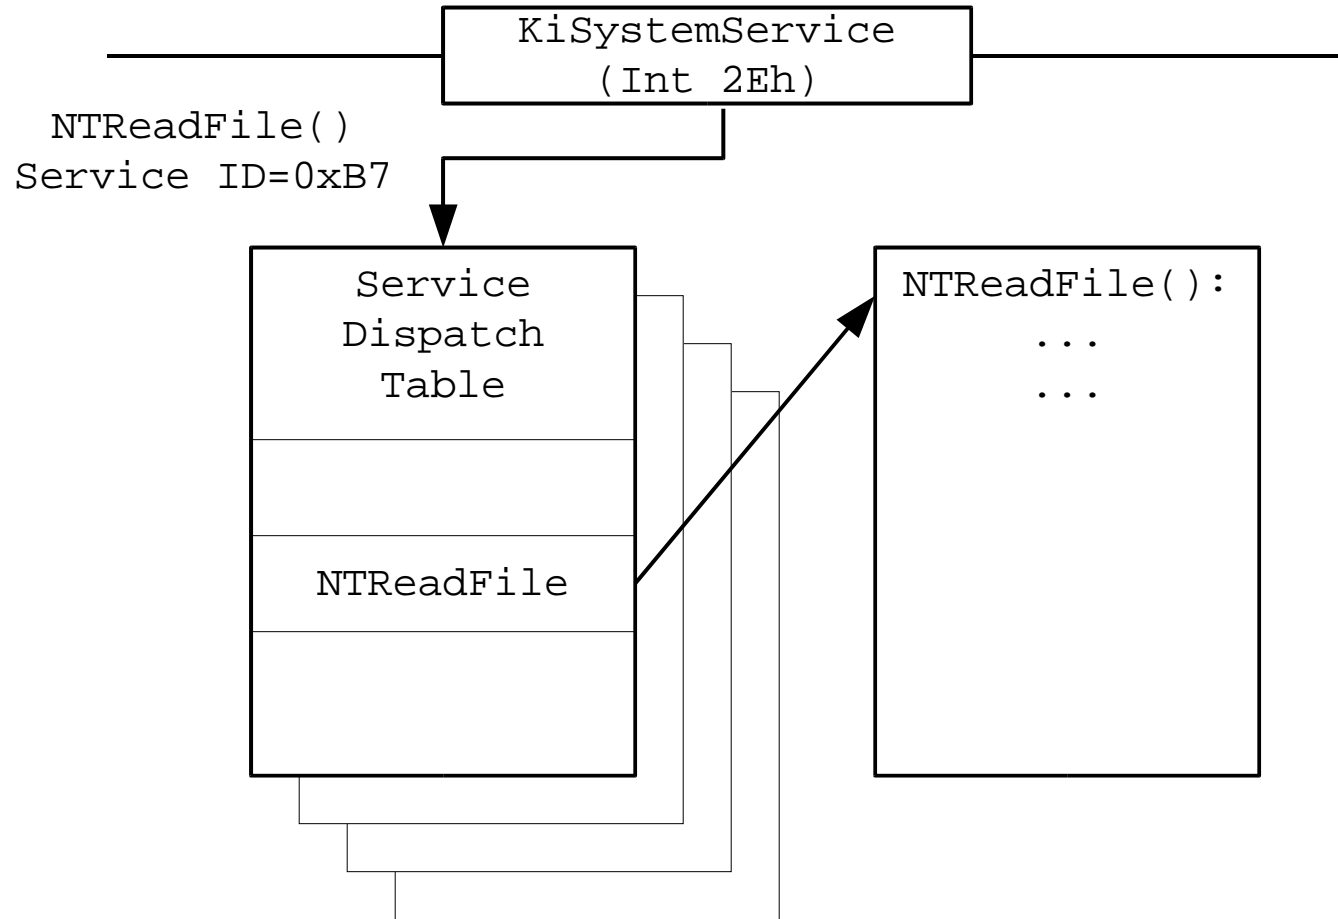 KiSystemService
(Int 2Eh)
NTReadFile()
Service ID=0xB7
Service
Dispatch
Table
NTReadFile
NTReadFile():
...
...